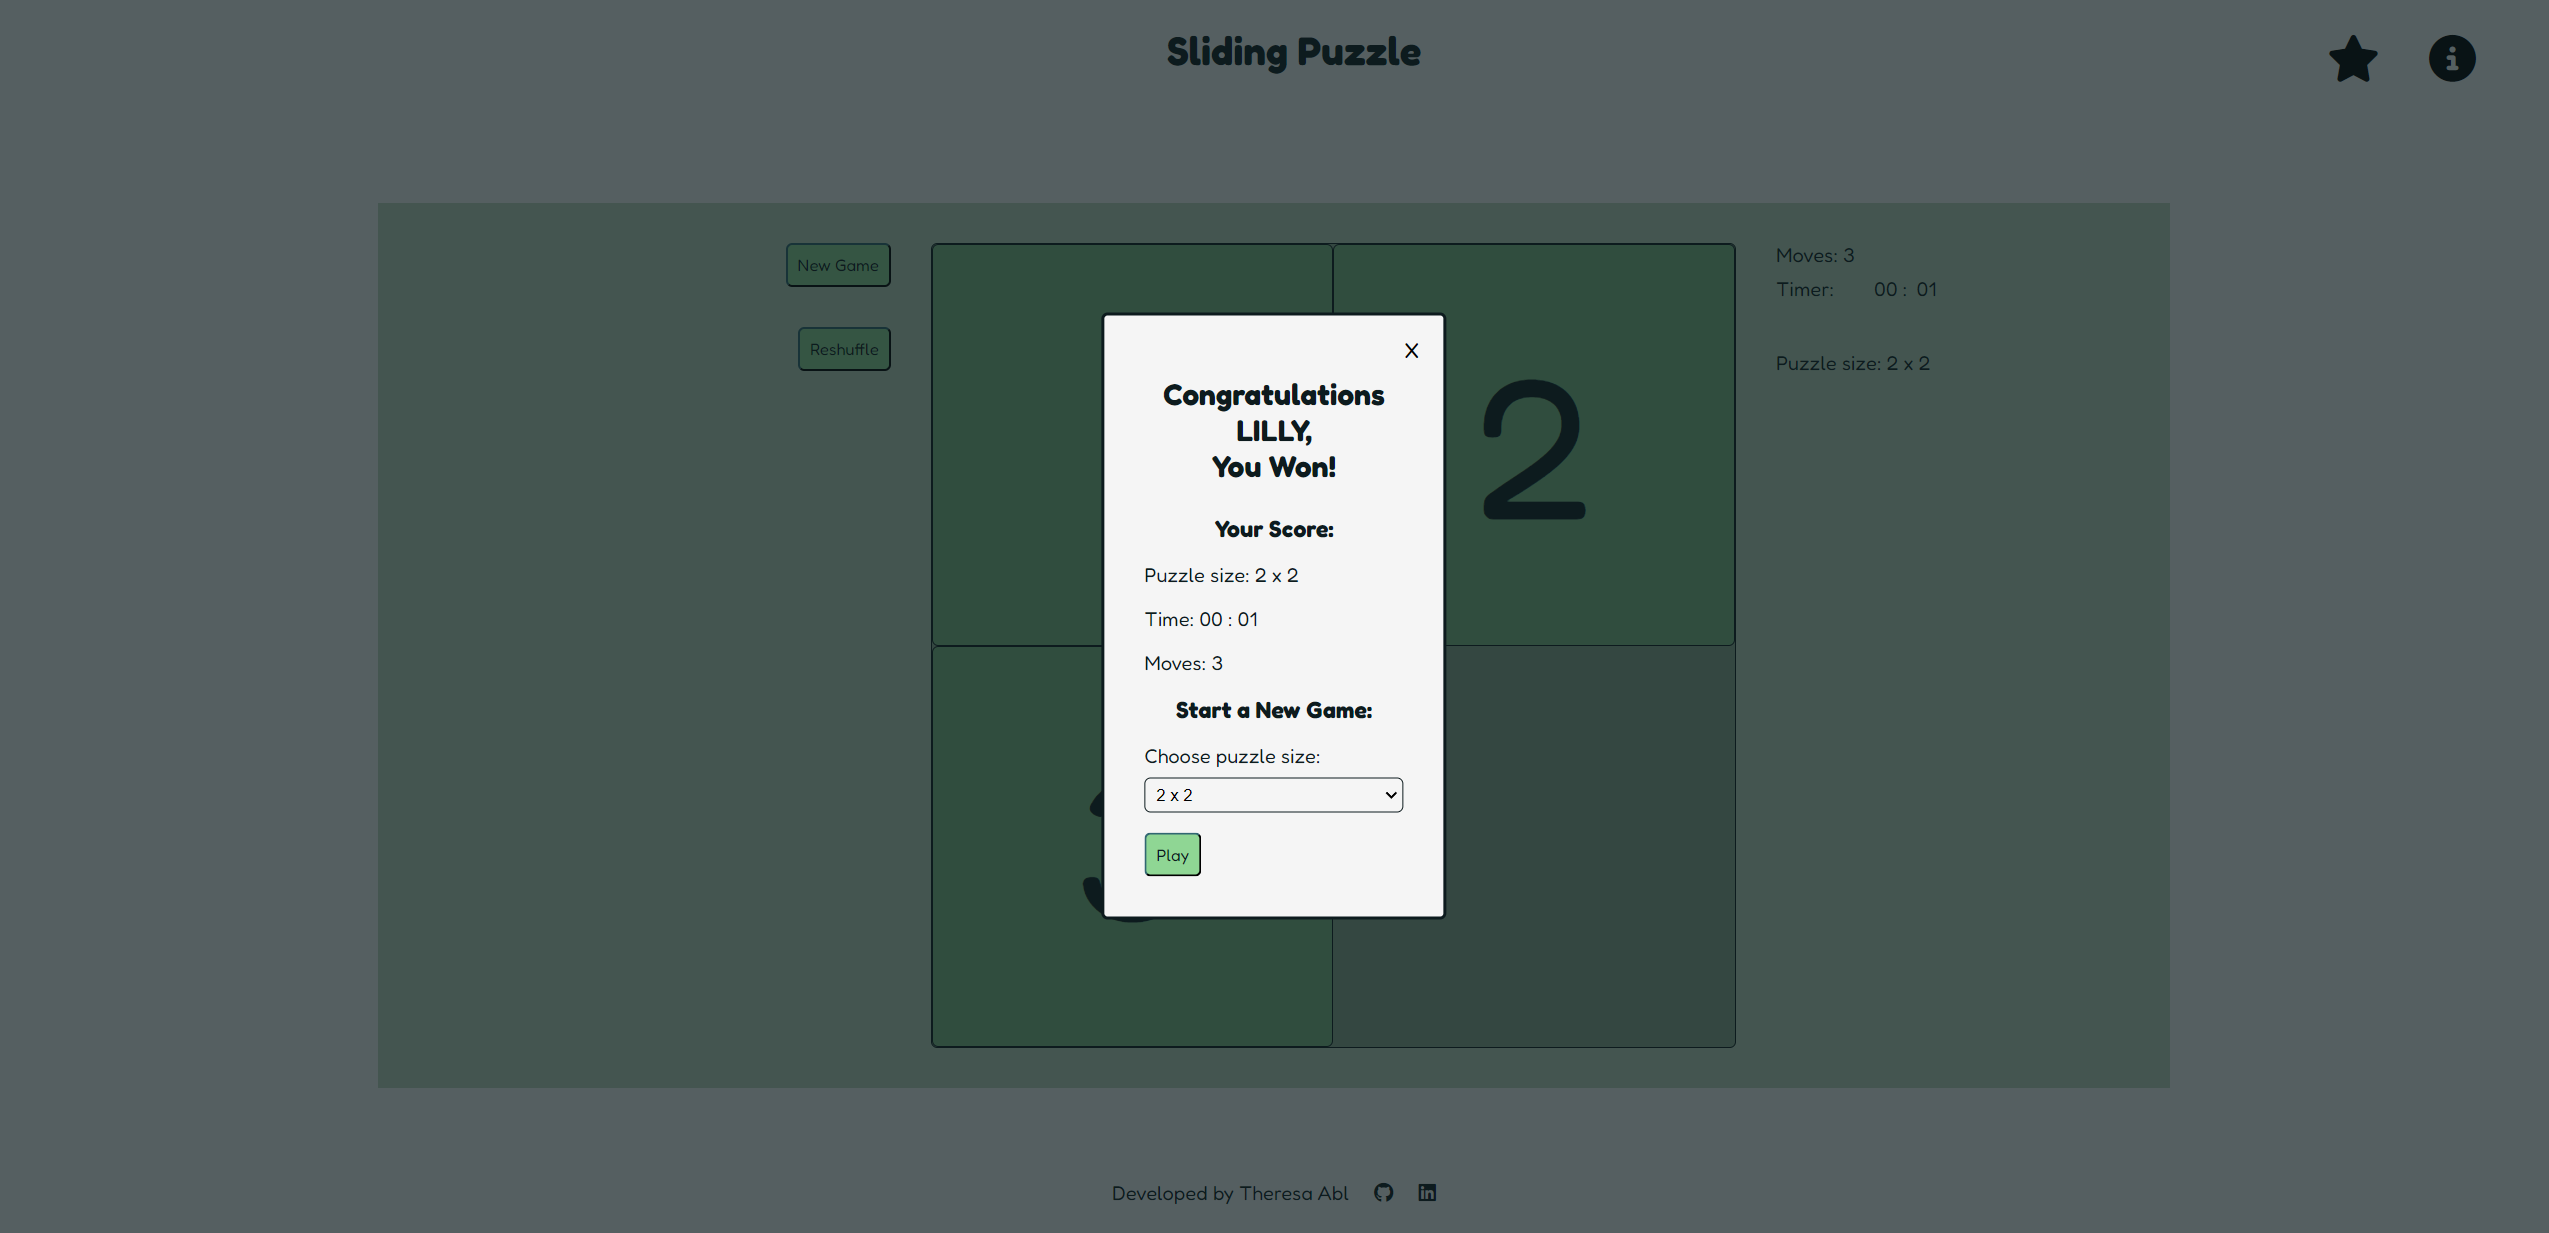 Sliding Puzzle
New Game
Reshuffle
Moves: 3
Timer: 00 : 01
Puzzle size: 2 x 2
2
X
Congratulations
LILLY,
You Won!
Your Score:
Puzzle size: 2 x 2
Time: 00 : 01
Moves: 3
Start a New Game:
Choose puzzle size:
2 x 2
Play
Developed by Theresa Abl